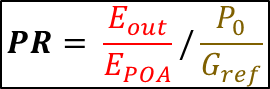 PR = E_out/E_POA / P_0/G_ref